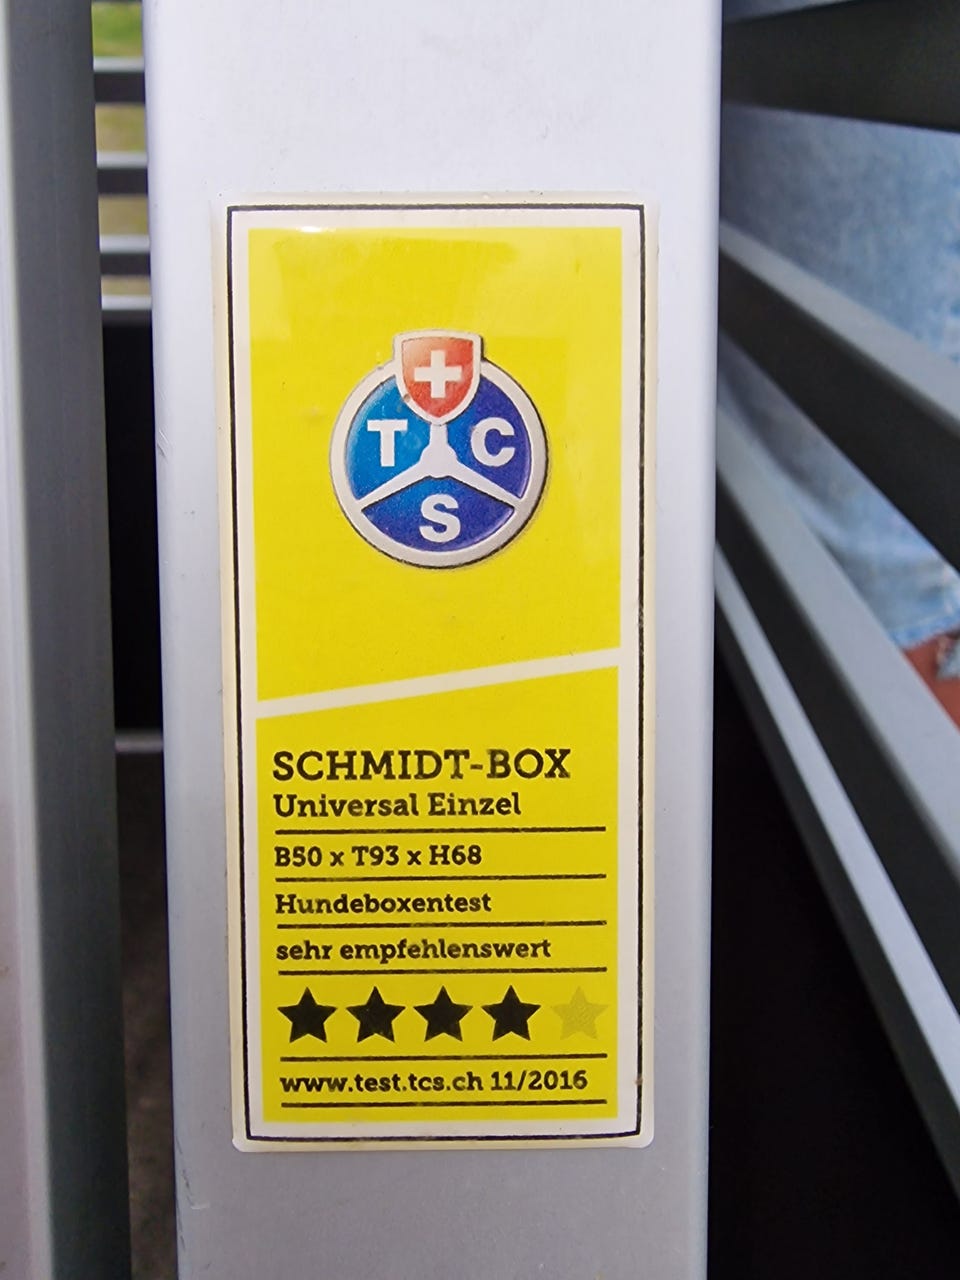 T C
S
SCHMIDT-BOX
Universal Einzel
B50 x T93 x H68
Hundeboxentest
sehr empfehlenswert
www.test.tcs.ch 11/2016